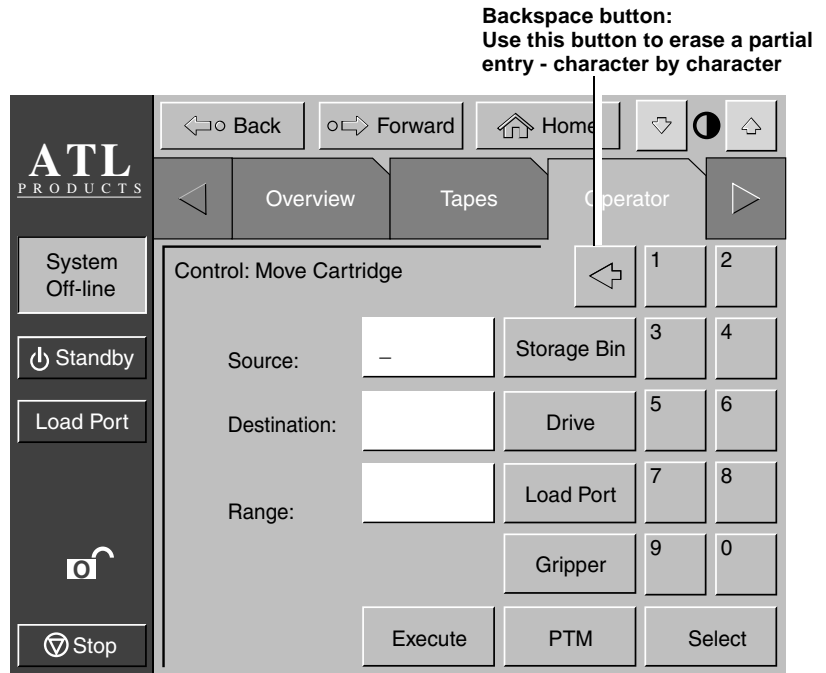 Backspace button:
Use this button to erase a partial
entry - character by character
ATL
PRODUCTS
Back
Forward
Home
Overview
Tapes
Operator
System
Off-line
Standby
Load Port
Stop
Control: Move Cartridge
1
2
Source:
_
Storage Bin
3
4
Destination:
Drive
5
6
Range:
Load Port
7
8
Gripper
9
0
Execute
PTM
Select